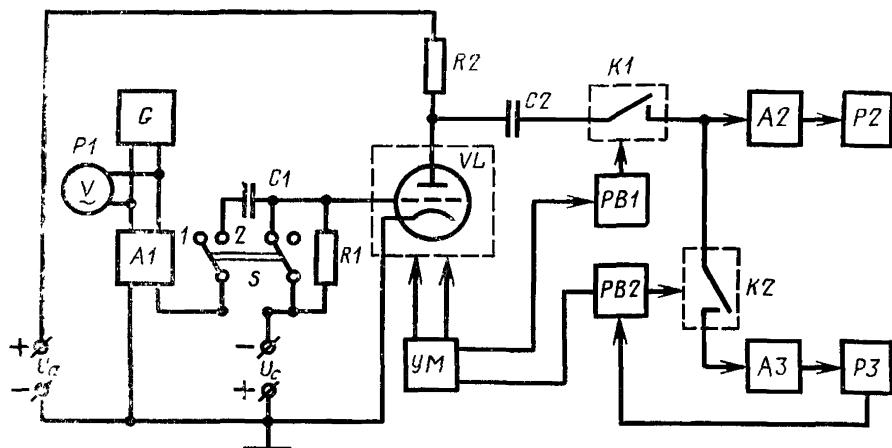 R2
K1
C2
G
A2
P2
P1
VL
V
~
C1
PB1
1
2
A1
R1
S
PB2
K2
+
−
Ua
−
Uc
+
УМ
A3
P3